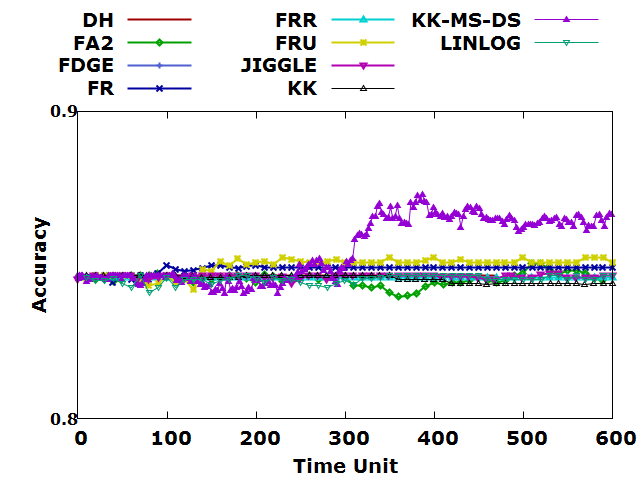 DH FRR KK-MS-DS
FA2 FRU LINLOG
FDGE JIGGLE
FR KK
0.9
Accuracy
0.8
0 100 200 300 400 500 600
Time Unit